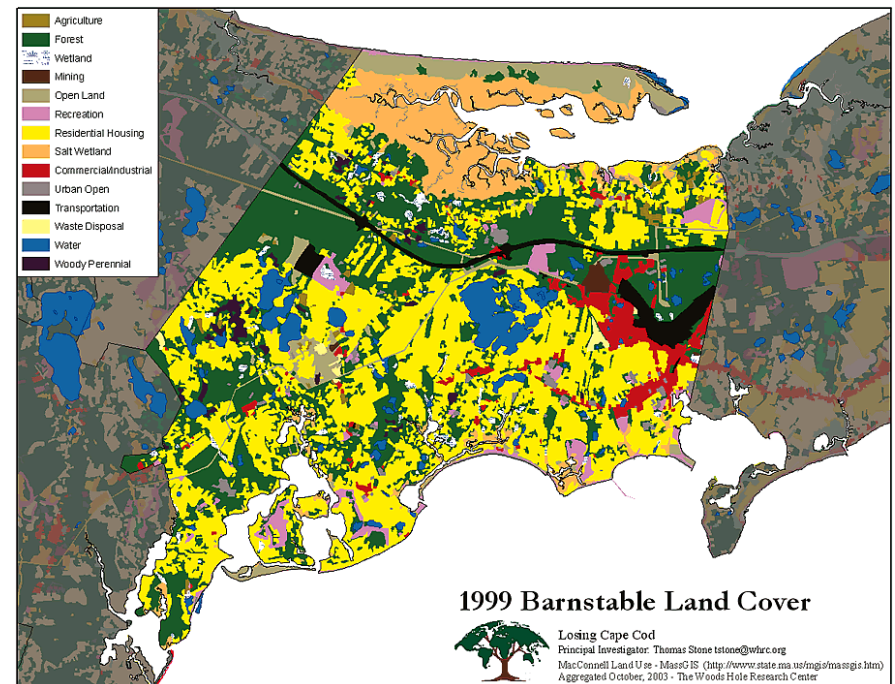 Agriculture
Forest
Wetland
Mining
Open Land
Recreation
Residential Housing
Salt Wetland
Commercial/Industrial
Urban Open
Transportation
Waste Disposal
Water
Woody Perennial
1999 Barnstable Land Cover
Losing Cape Cod
Principal Investigator: Thomas Stone tstone@whrc.org
MacConnell Land Use - MassGIS (http://www.state.ma.us/mgis/massgis.htm)
Aggregated October, 2003 - The Woods Hole Research Center